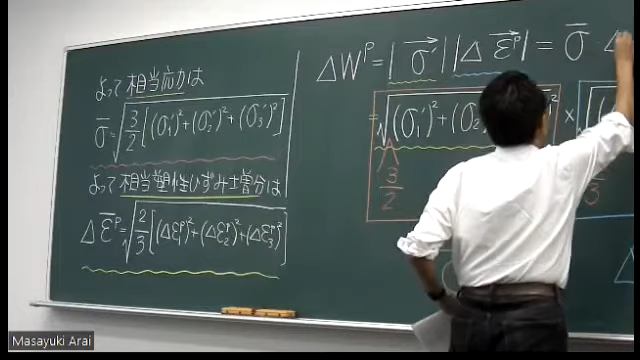 よって相当応力は
σ̄ = √(3/2[(σ₁')² + (σ₂')² + (σ₃')²])
よって相当塑性ひずみ増分は
Δε̄ᵖ = √(2/3[(Δε₁ᵖ)² + (Δε₂ᵖ)² + (Δε₃ᵖ)²])
ΔWᵖ = |σ⃗'| |Δε⃗ᵖ| = σ̄ Δ
= √((σ₁')² + (σ₂
×
3/2
3
Masayuki Arai